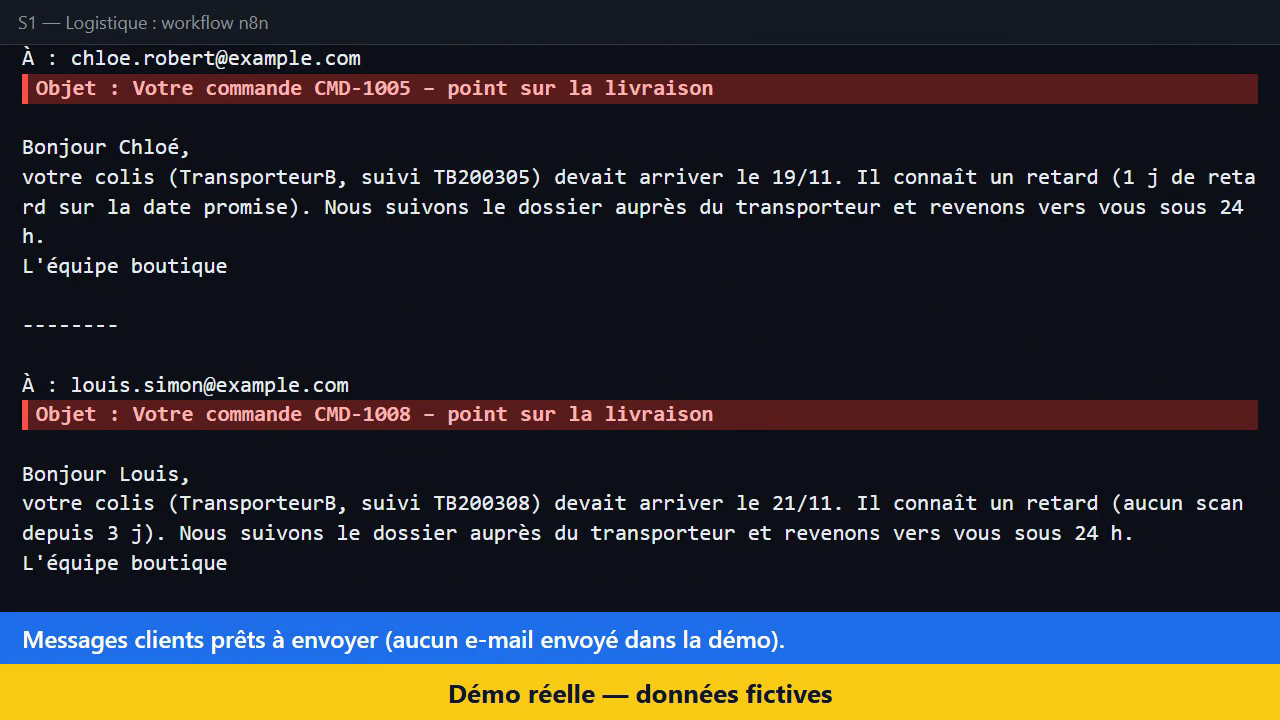 S1 — Logistique : workflow n8n
À : chloe.robert@example.com
Objet : Votre commande CMD-1005 – point sur la livraison
Bonjour Chloé,
votre colis (TransporteurB, suivi TB200305) devait arriver le 19/11. Il connaît un retard (1 j de reta
rd sur la date promise). Nous suivons le dossier auprès du transporteur et revenons vers vous sous 24
h.
L'équipe boutique
--------
À : louis.simon@example.com
Objet : Votre commande CMD-1008 – point sur la livraison
Bonjour Louis,
votre colis (TransporteurB, suivi TB200308) devait arriver le 21/11. Il connaît un retard (aucun scan
depuis 3 j). Nous suivons le dossier auprès du transporteur et revenons vers vous sous 24 h.
L'équipe boutique
Messages clients prêts à envoyer (aucun e-mail envoyé dans la démo).
Démo réelle — données fictives